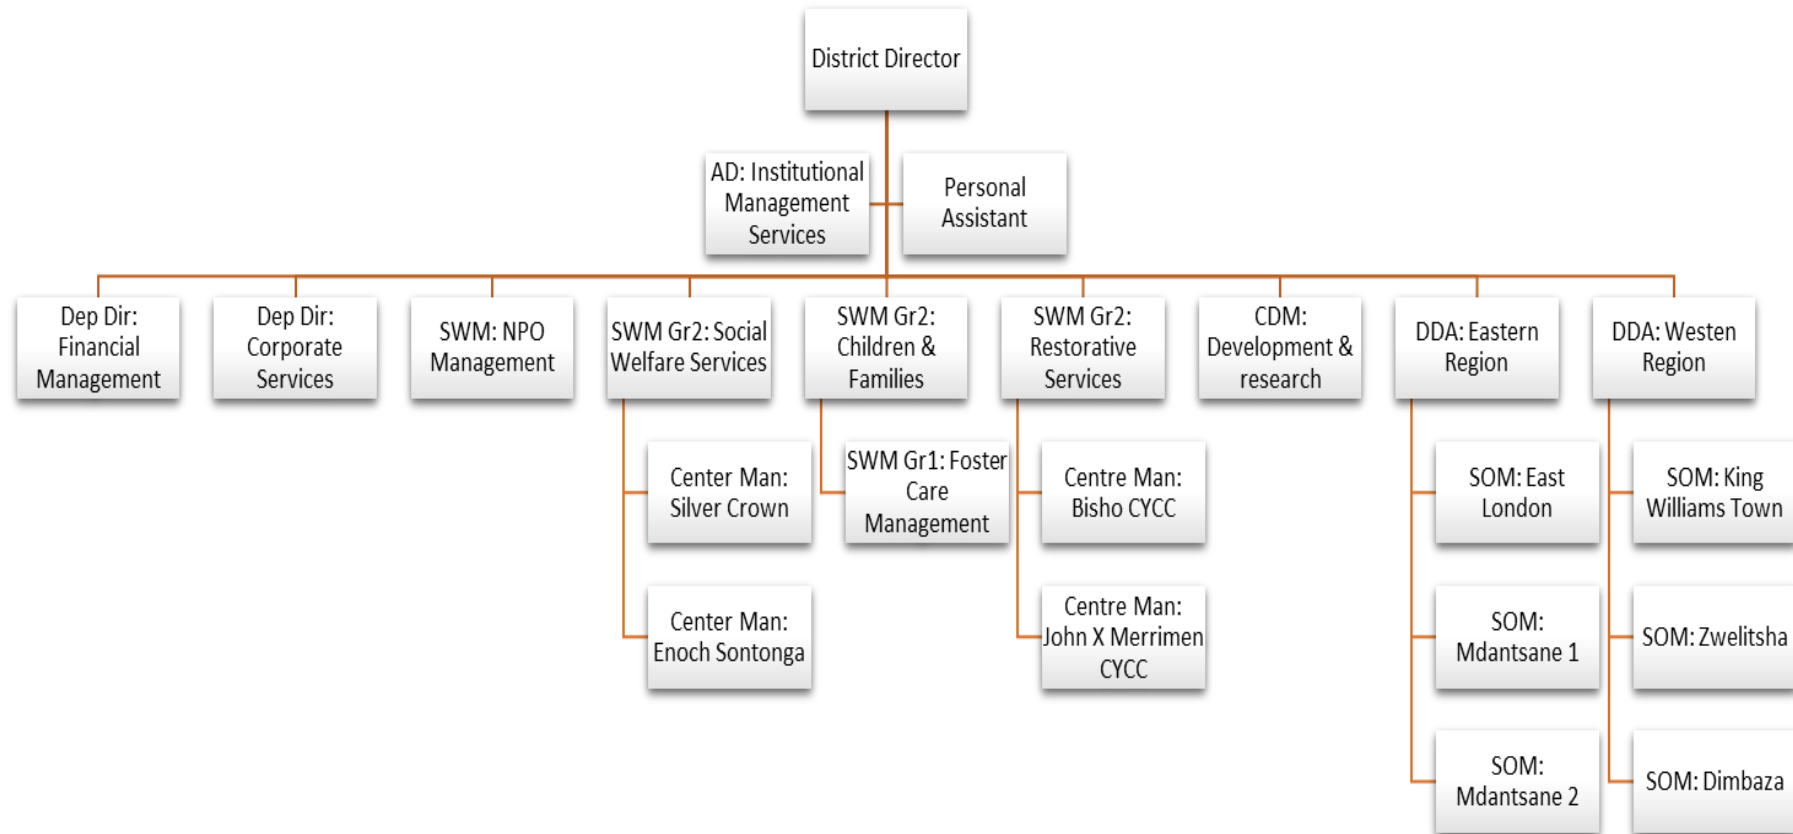 District Director
AD: Institutional
Management
Services
Personal
Assistant
Dep Dir:
Financial
Management
Dep Dir:
Corporate
Services
SWM: NPO
Management
SWM Gr2: Social
Welfare Services
SWM Gr2:
Children &
Families
SWM Gr2:
Restorative
Services
CDM:
Development &
research
DDA: Eastern
Region
DDA: Westen
Region
Center Man:
Silver Crown
SWM Gr1: Foster
Care
Management
Centre Man:
Bisho CYCC
SOM: East
London
SOM: King
Williams Town
Center Man:
Enoch Sontonga
Centre Man:
John X Merrimen
CYCC
SOM:
Mdantsane 1
SOM: Zwelitsha
SOM:
Mdantsane 2
SOM: Dimbaza